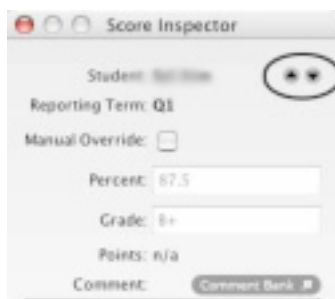 Score Inspector
Student:
Reporting Term: Q1
Manual Override:
Percent: 87.5
Grade: B+
Points: n/a
Comment: Comment Bank